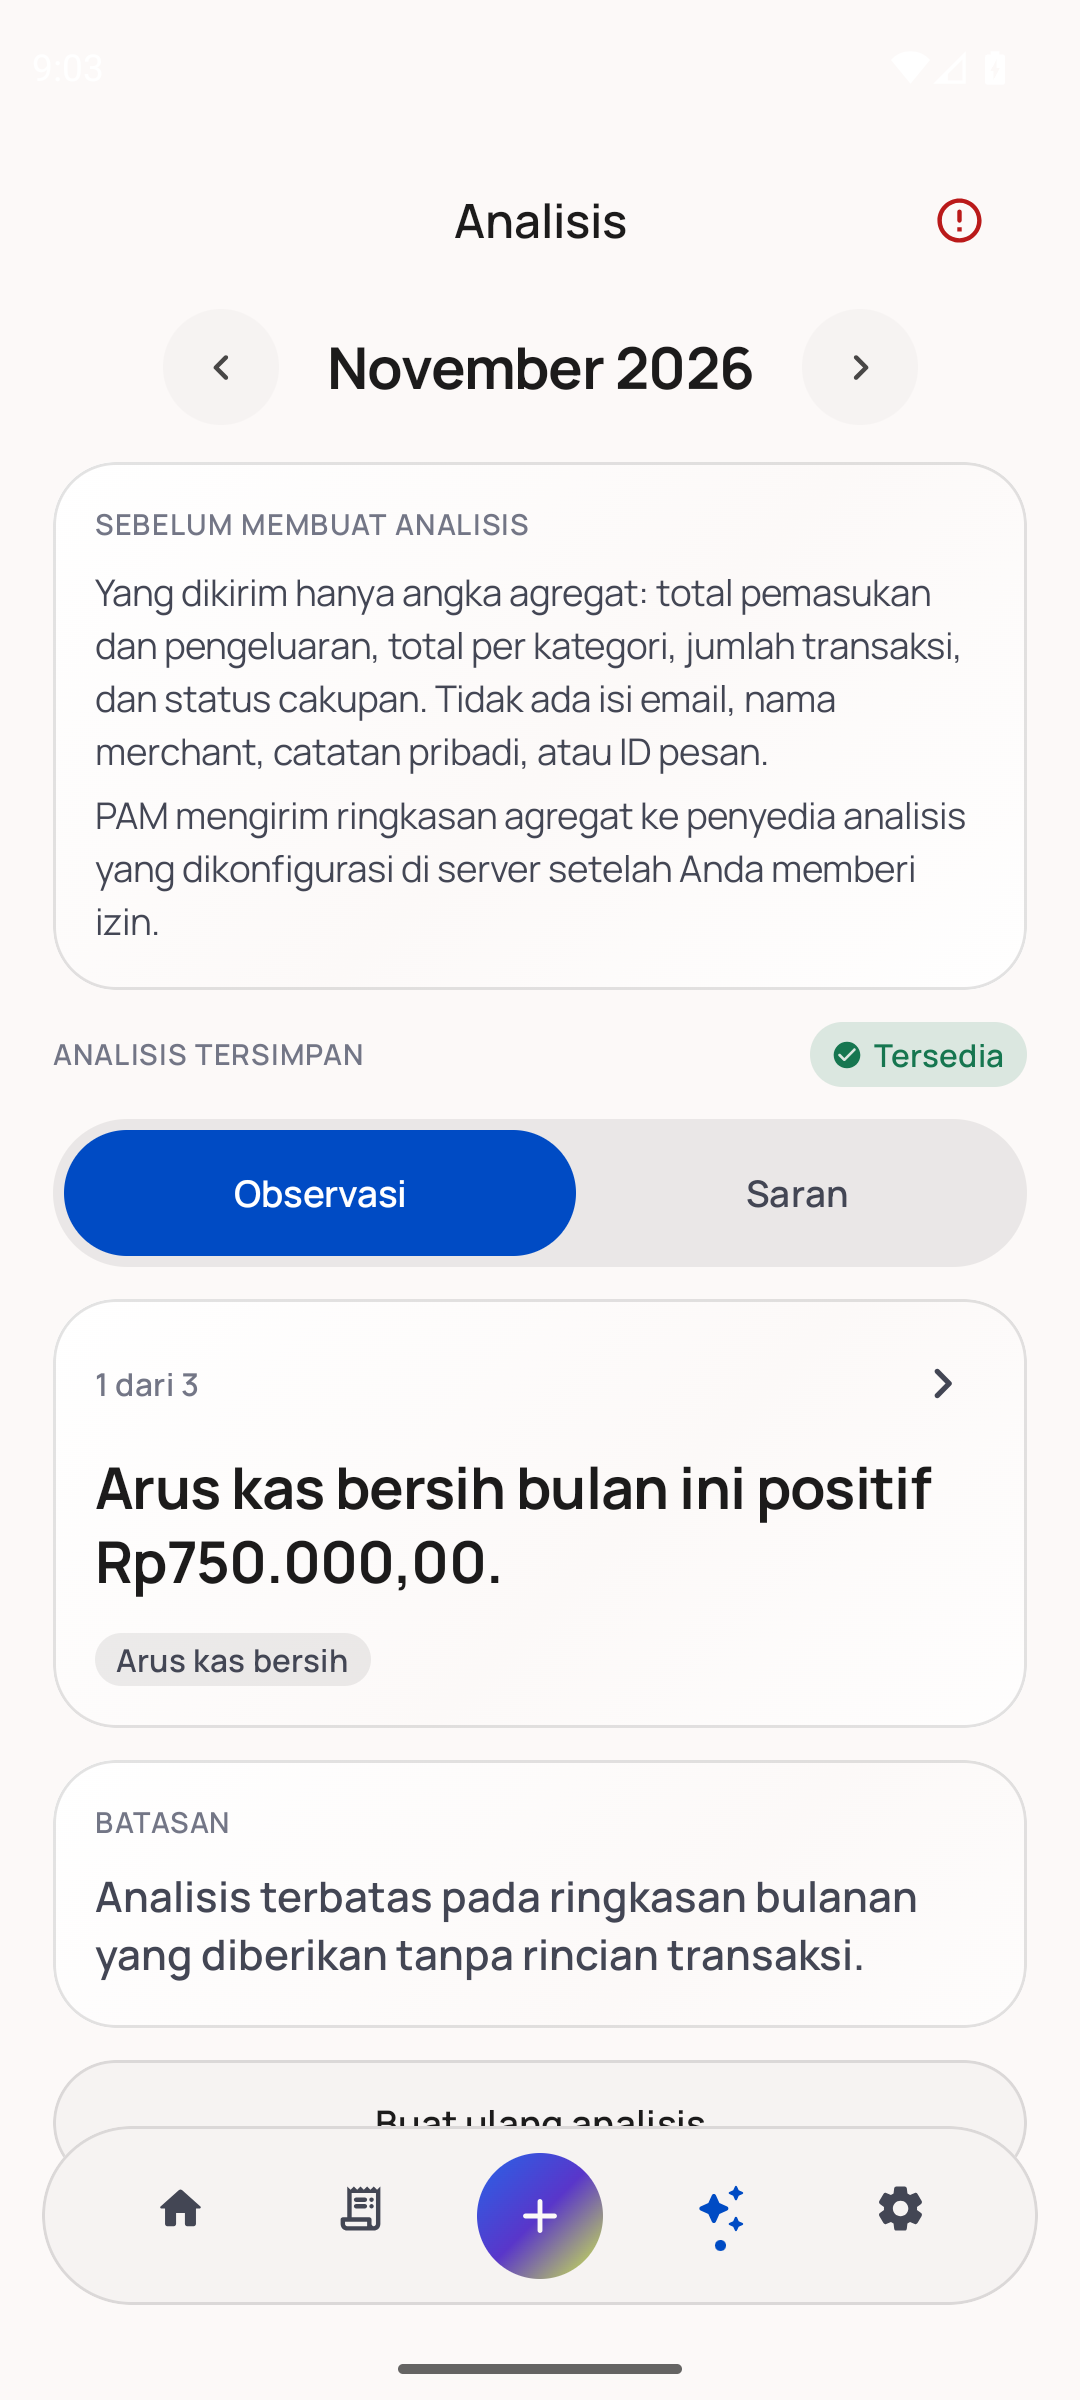 9:03
Analisis
November 2026
SEBELUM MEMBUAT ANALISIS
Yang dikirim hanya angka agregat: total pemasukan
dan pengeluaran, total per kategori, jumlah transaksi,
dan status cakupan. Tidak ada isi email, nama
merchant, catatan pribadi, atau ID pesan.
PAM mengirim ringkasan agregat ke penyedia analisis
yang dikonfigurasi di server setelah Anda memberi
izin.
ANALISIS TERSIMPAN
Tersedia
Observasi
Saran
1 dari 3
Arus kas bersih bulan ini positif
Rp750.000,00.
Arus kas bersih
BATASAN
Analisis terbatas pada ringkasan bulanan
yang diberikan tanpa rincian transaksi.
Buat ulang analisis